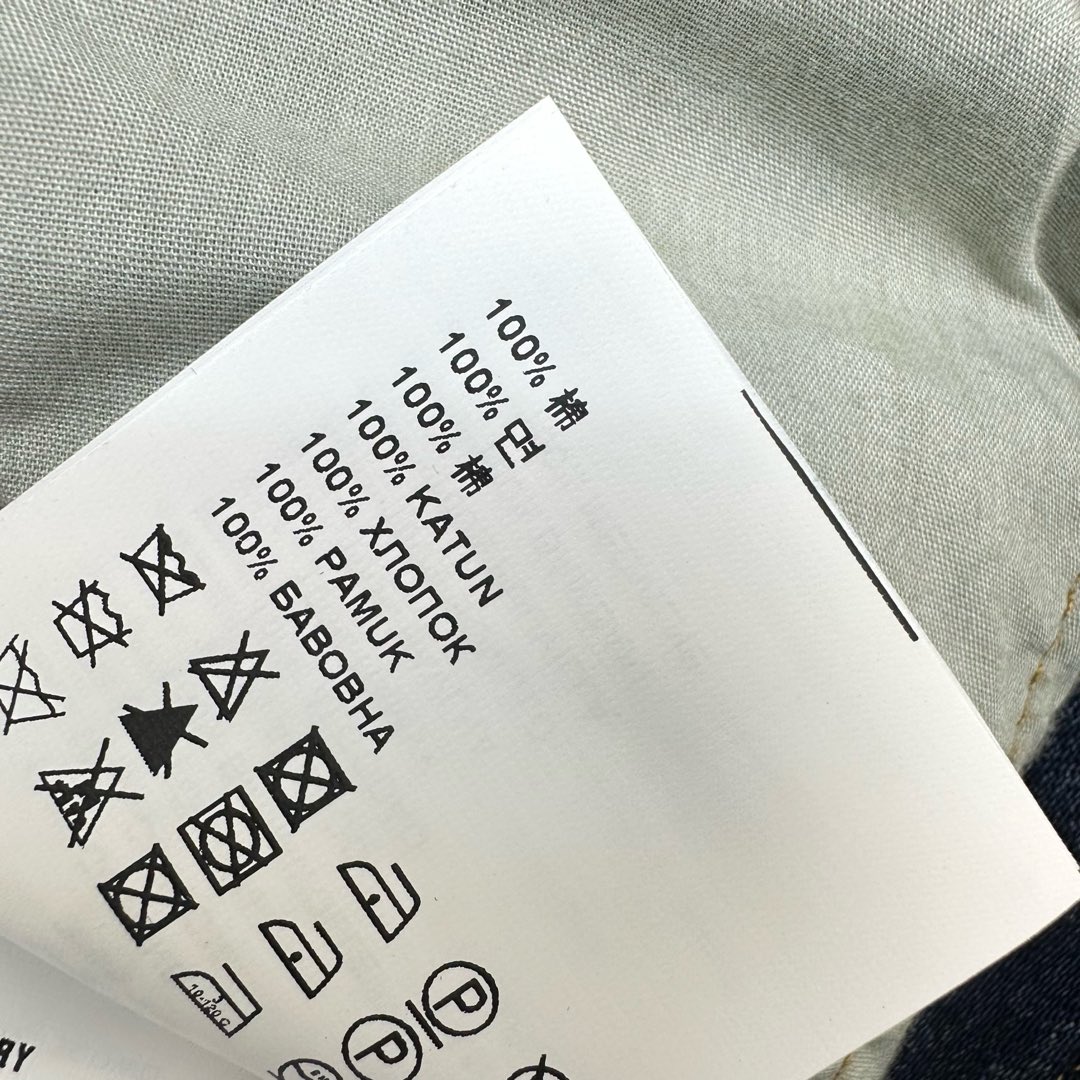 100% 棉
100% 면
100% 棉
100% KATUN
100% ХЛОПОК
100% PAMUK
100% БАВОВНА
P
P